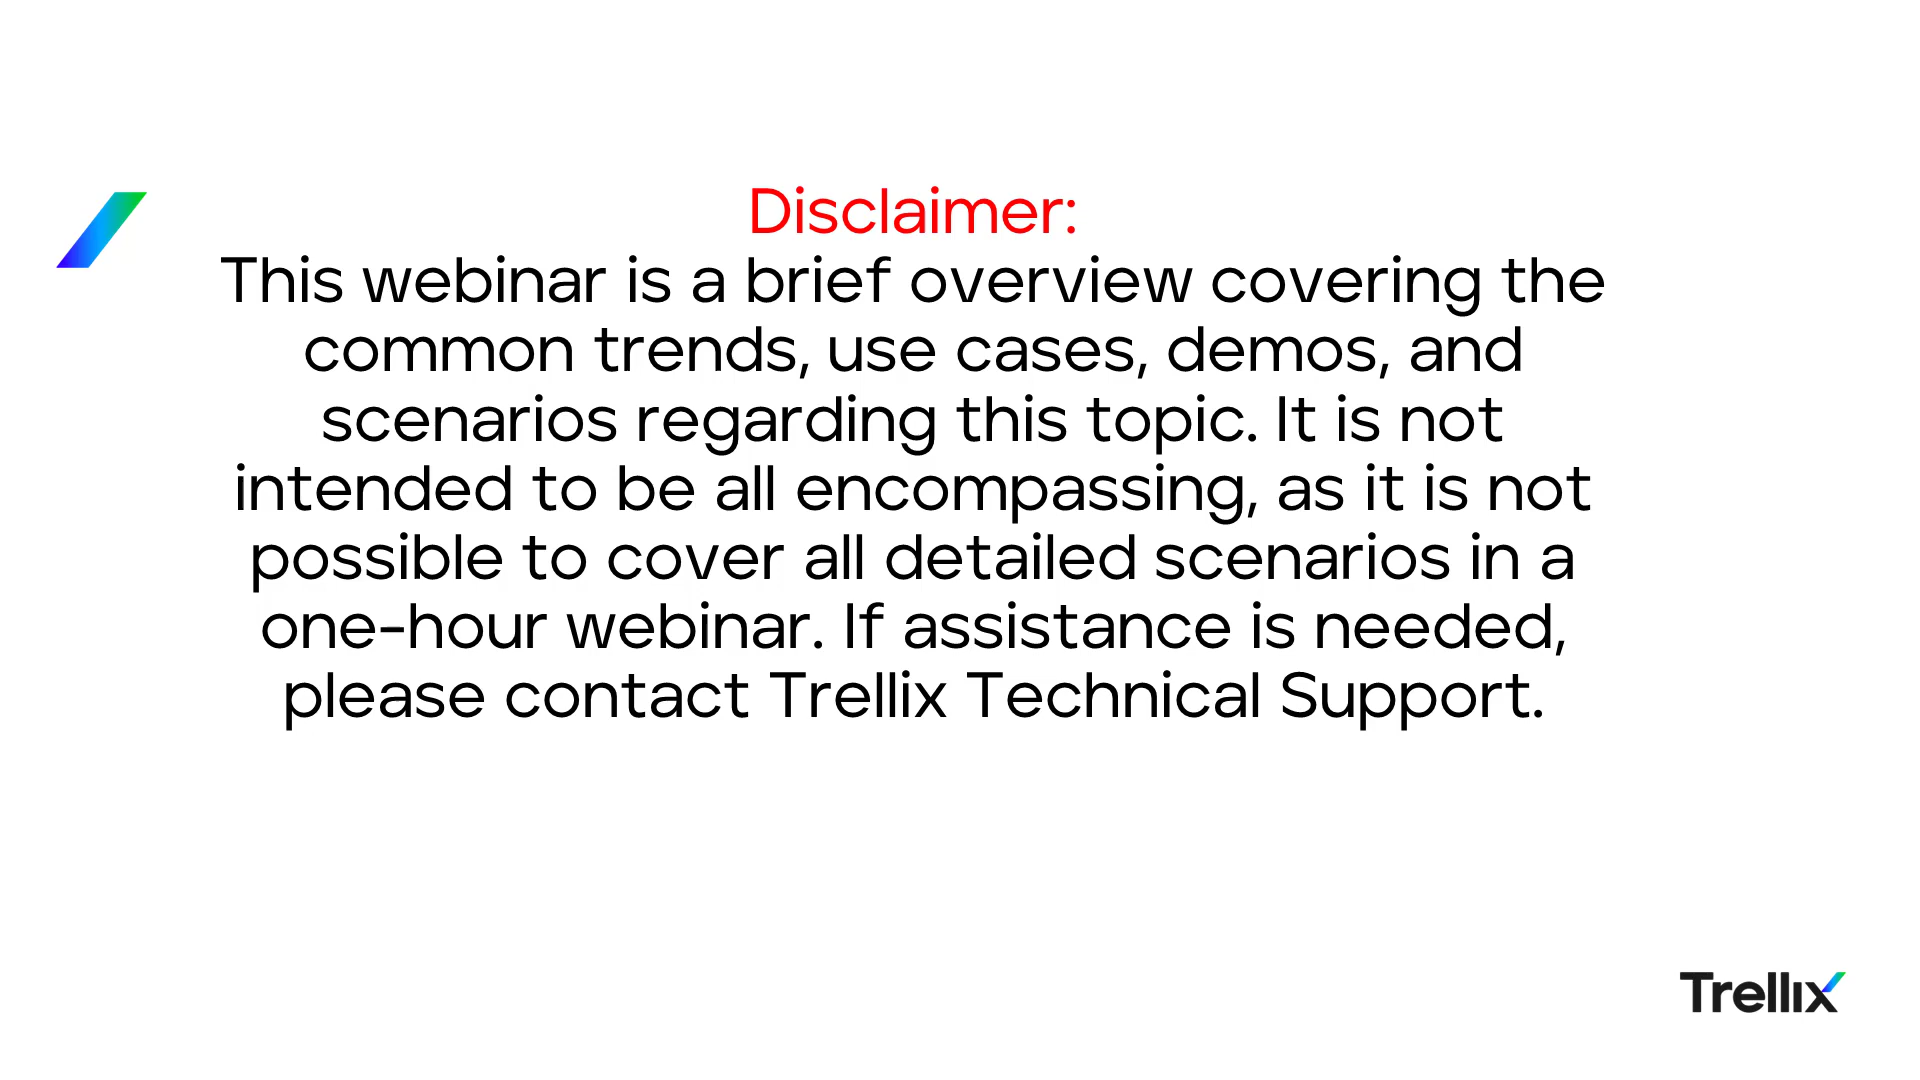 Disclaimer:
This webinar is a brief overview covering the
common trends, use cases, demos, and
scenarios regarding this topic. It is not
intended to be all encompassing, as it is not
possible to cover all detailed scenarios in a
one-hour webinar. If assistance is needed,
please contact Trellix Technical Support.
Trellix